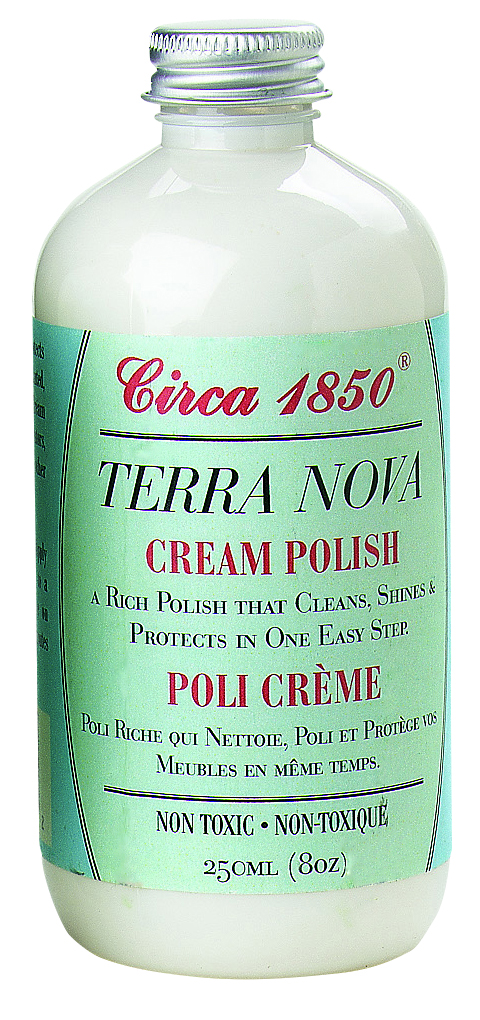 Circa 1850®
TERRA NOVA
CREAM POLISH
A RICH POLISH THAT CLEANS, SHINES &
PROTECTS IN ONE EASY STEP.
POLI CRÈME
POLI RICHE QUI NETTOIE, POLI ET PROTÈGE VOS
MEUBLES EN MÊME TEMPS.
NON TOXIC • NON-TOXIQUE
250ML (8OZ)